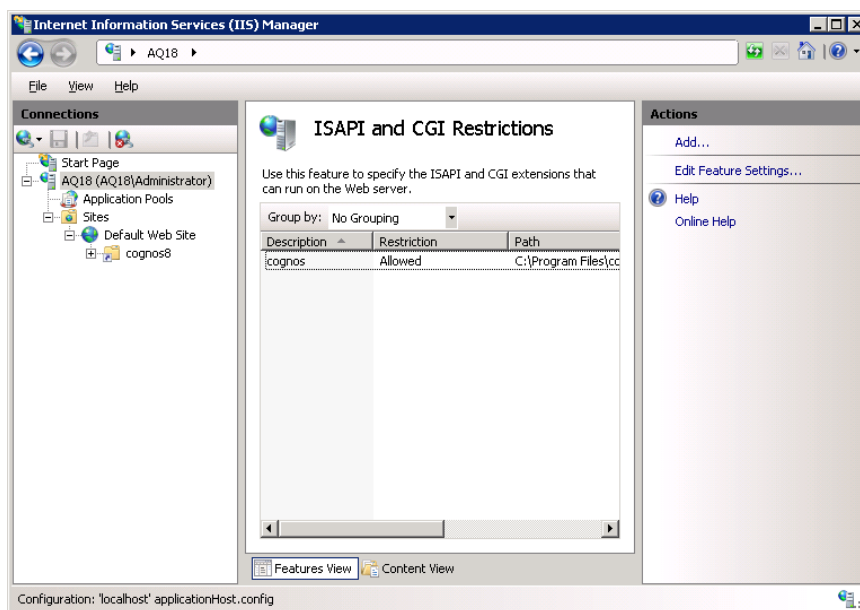 Internet Information Services (IIS) Manager
AQ18
File View Help
Connections
Start Page
AQ18 (AQ18\Administrator)
Application Pools
Sites
Default Web Site
cognos8
ISAPI and CGI Restrictions
Use this feature to specify the ISAPI and CGI extensions that
can run on the Web server.
Group by: No Grouping
Description Restriction Path
cognos Allowed C:\Program Files\cc
Features View Content View
Actions
Add...
Edit Feature Settings...
Help
Online Help
Configuration: 'localhost' applicationHost.config